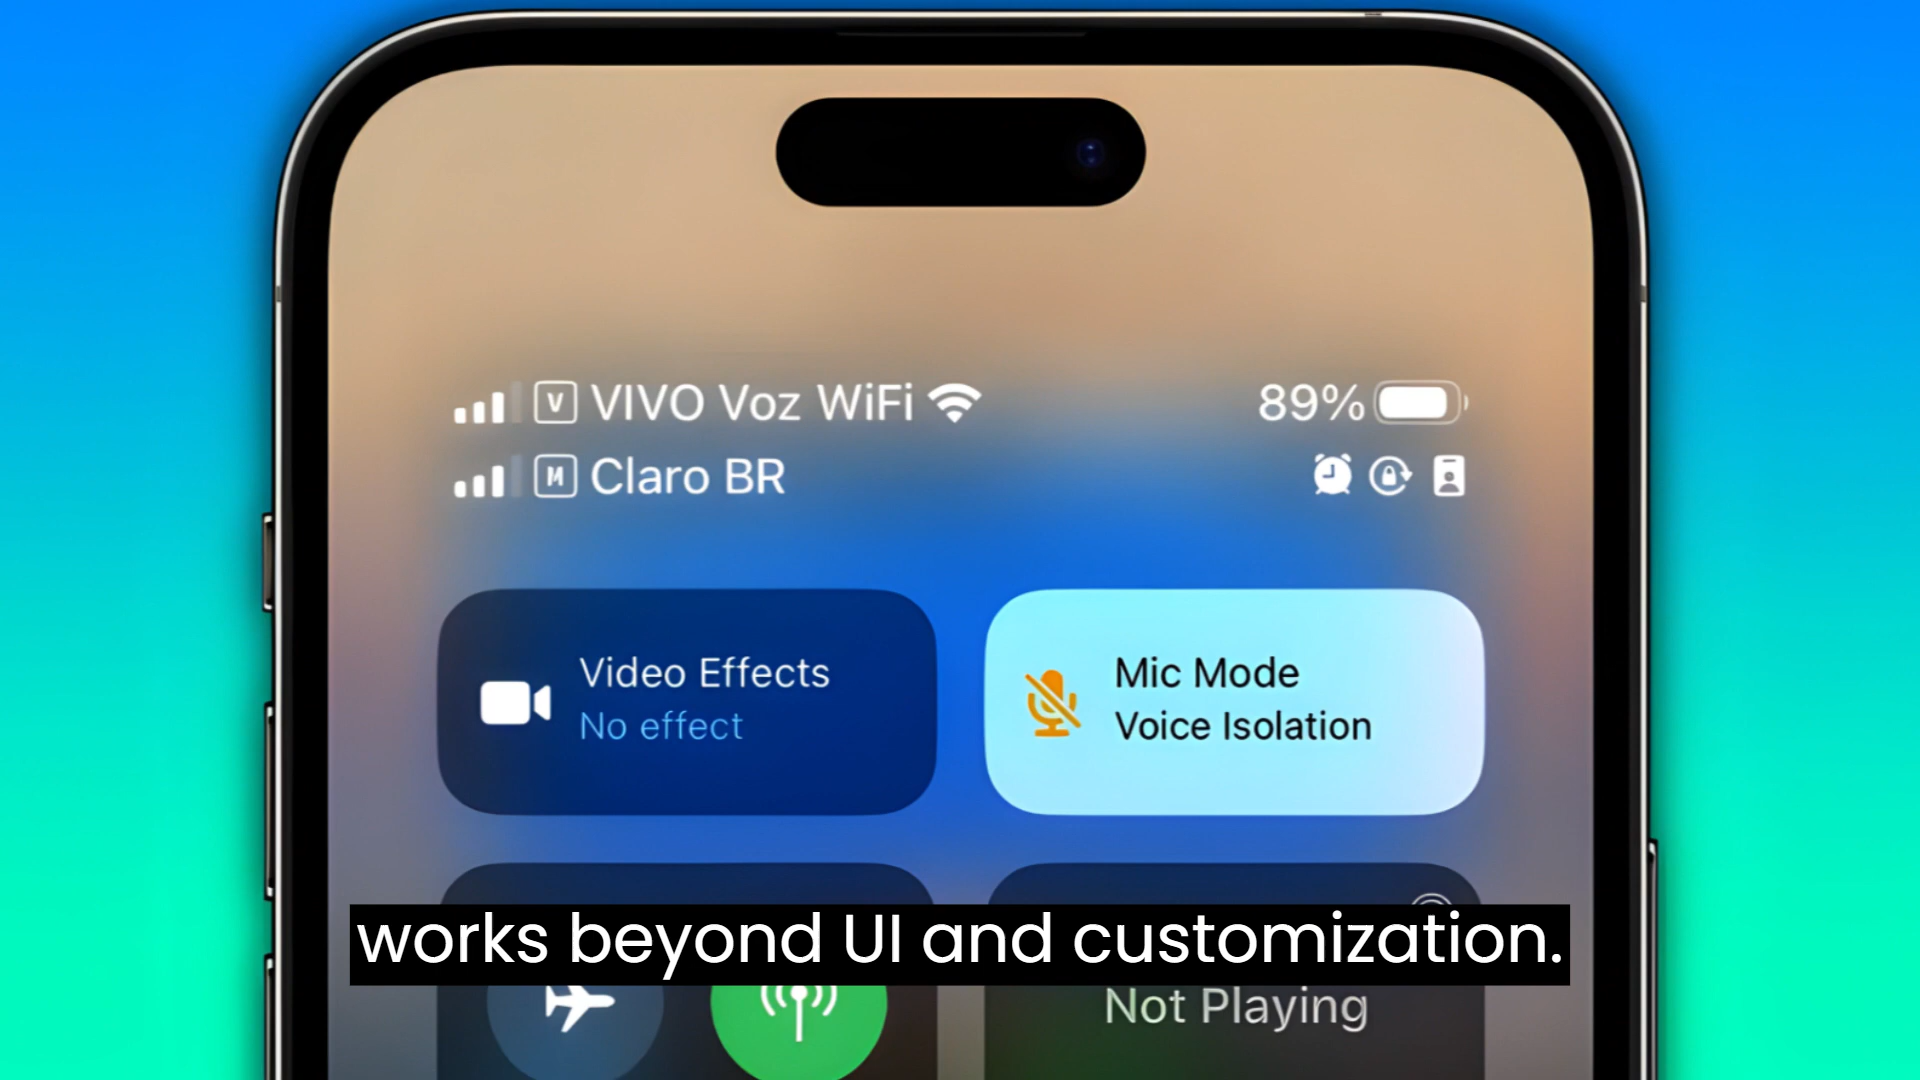 V VIVO Voz WiFi 89%
M Claro BR
Video Effects
No effect
Mic Mode
Voice Isolation
works beyond UI and customization.
Not Playing